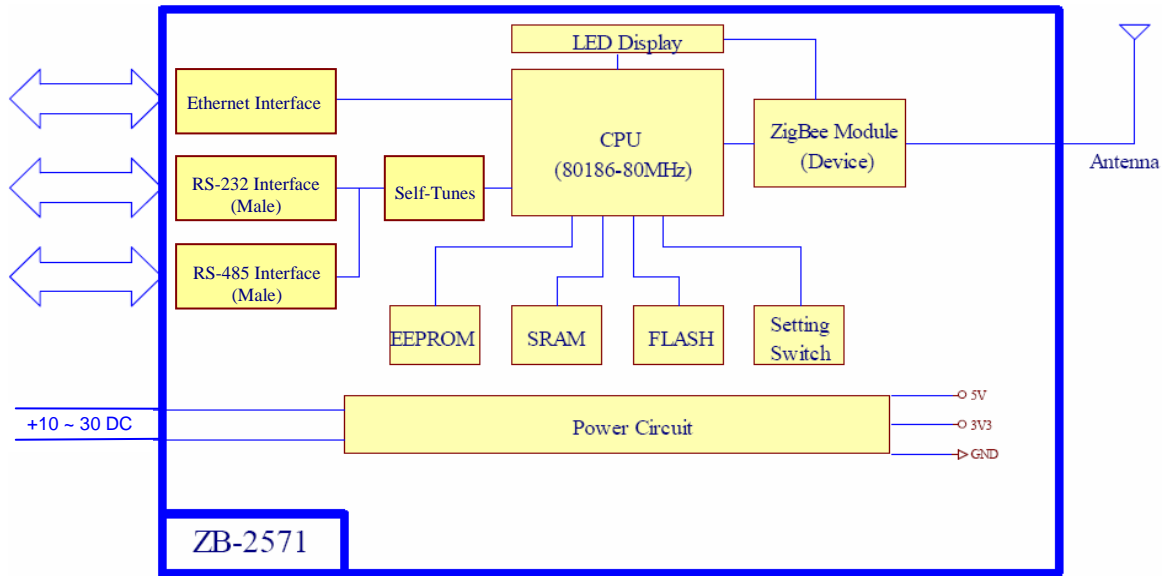 LED Display
Ethernet Interface
CPU
(80186-80MHz)
ZigBee Module
(Device)
Antenna
RS-232 Interface
(Male)
Self-Tunes
RS-485 Interface
(Male)
EEPROM
SRAM
FLASH
Setting
Switch
+10 ~ 30 DC
Power Circuit
5V
3V3
GND
ZB-2571